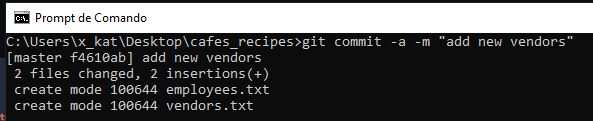 Prompt de Comando
C:\Users\x_kat\Desktop\cafes_recipes>git commit -a -m "add new vendors"
[master f4610ab] add new vendors
 2 files changed, 2 insertions(+)
 create mode 100644 employees.txt
 create mode 100644 vendors.txt